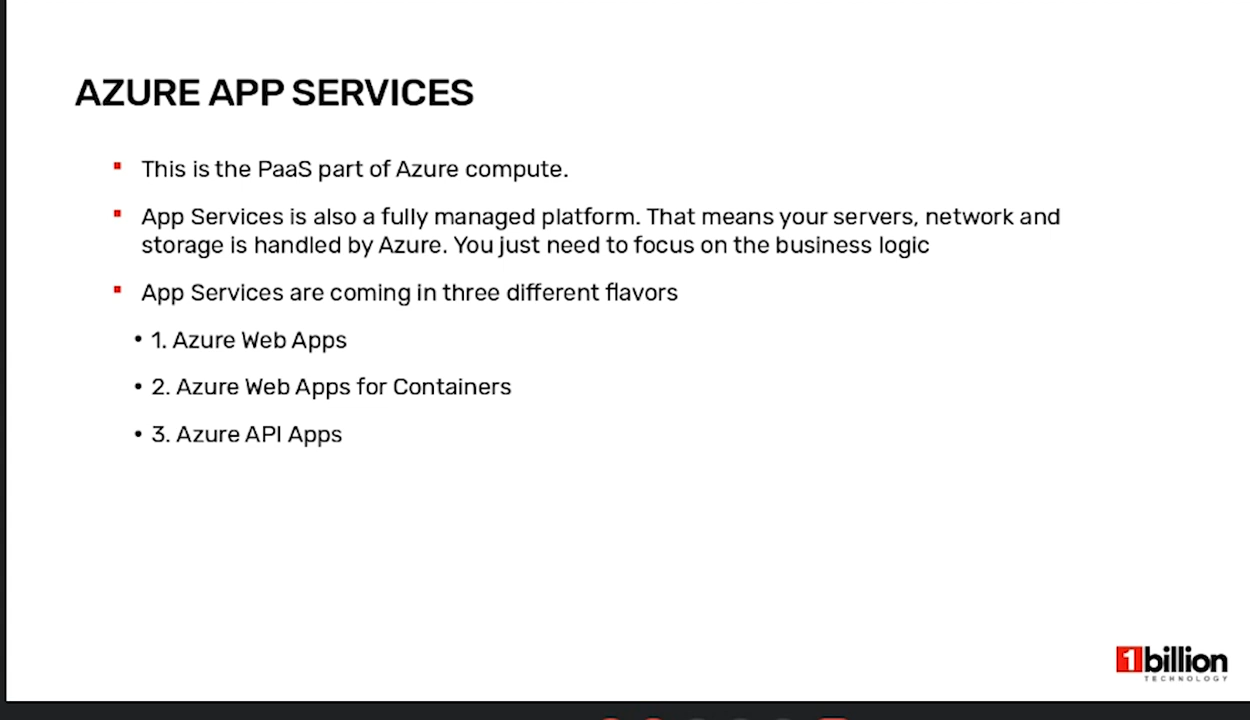 AZURE APP SERVICES
This is the PaaS part of Azure compute.
App Services is also a fully managed platform. That means your servers, network and
storage is handled by Azure. You just need to focus on the business logic
App Services are coming in three different flavors
• 1. Azure Web Apps
• 2. Azure Web Apps for Containers
• 3. Azure API Apps
1billion
TECHNOLOGY